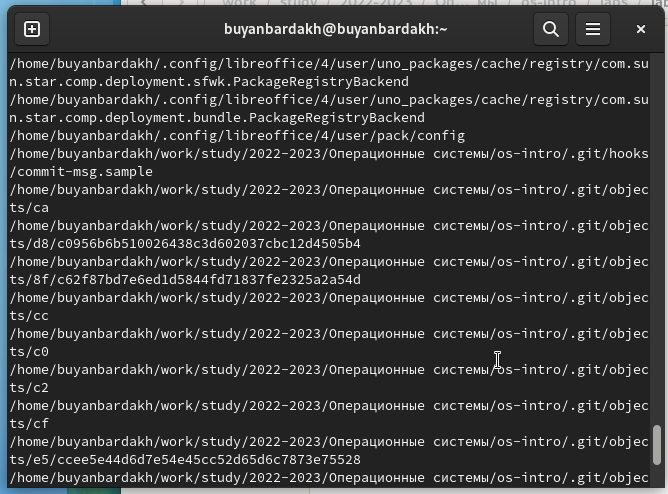 buyanbardakh@buyanbardakh:~
/home/buyanbardakh/.config/libreoffice/4/user/uno_packages/cache/registry/com.su
n.star.comp.deployment.sfwk.PackageRegistryBackend
/home/buyanbardakh/.config/libreoffice/4/user/uno_packages/cache/registry/com.su
n.star.comp.deployment.bundle.PackageRegistryBackend
/home/buyanbardakh/.config/libreoffice/4/user/pack/config
/home/buyanbardakh/work/study/2022-2023/Операционные системы/os-intro/.git/hooks
/commit-msg.sample
/home/buyanbardakh/work/study/2022-2023/Операционные системы/os-intro/.git/objec
ts/ca
/home/buyanbardakh/work/study/2022-2023/Операционные системы/os-intro/.git/objec
ts/d8/c0956b6b510026438c3d602037cbc12d4505b4
/home/buyanbardakh/work/study/2022-2023/Операционные системы/os-intro/.git/objec
ts/8f/c62f87bd7e6ed1d5844fd71837fe2325a2a54d
/home/buyanbardakh/work/study/2022-2023/Операционные системы/os-intro/.git/objec
ts/cc
/home/buyanbardakh/work/study/2022-2023/Операционные системы/os-intro/.git/objec
ts/c0
/home/buyanbardakh/work/study/2022-2023/Операционные системы/os-intro/.git/objec
ts/c2
/home/buyanbardakh/work/study/2022-2023/Операционные системы/os-intro/.git/objec
ts/cf
/home/buyanbardakh/work/study/2022-2023/Операционные системы/os-intro/.git/objec
ts/e5/ccee5e44d6d7e54e45cc52d65d6c7873e75528
/home/buyanbardakh/work/study/2022-2023/Операционные системы/os-intro/.git/objec